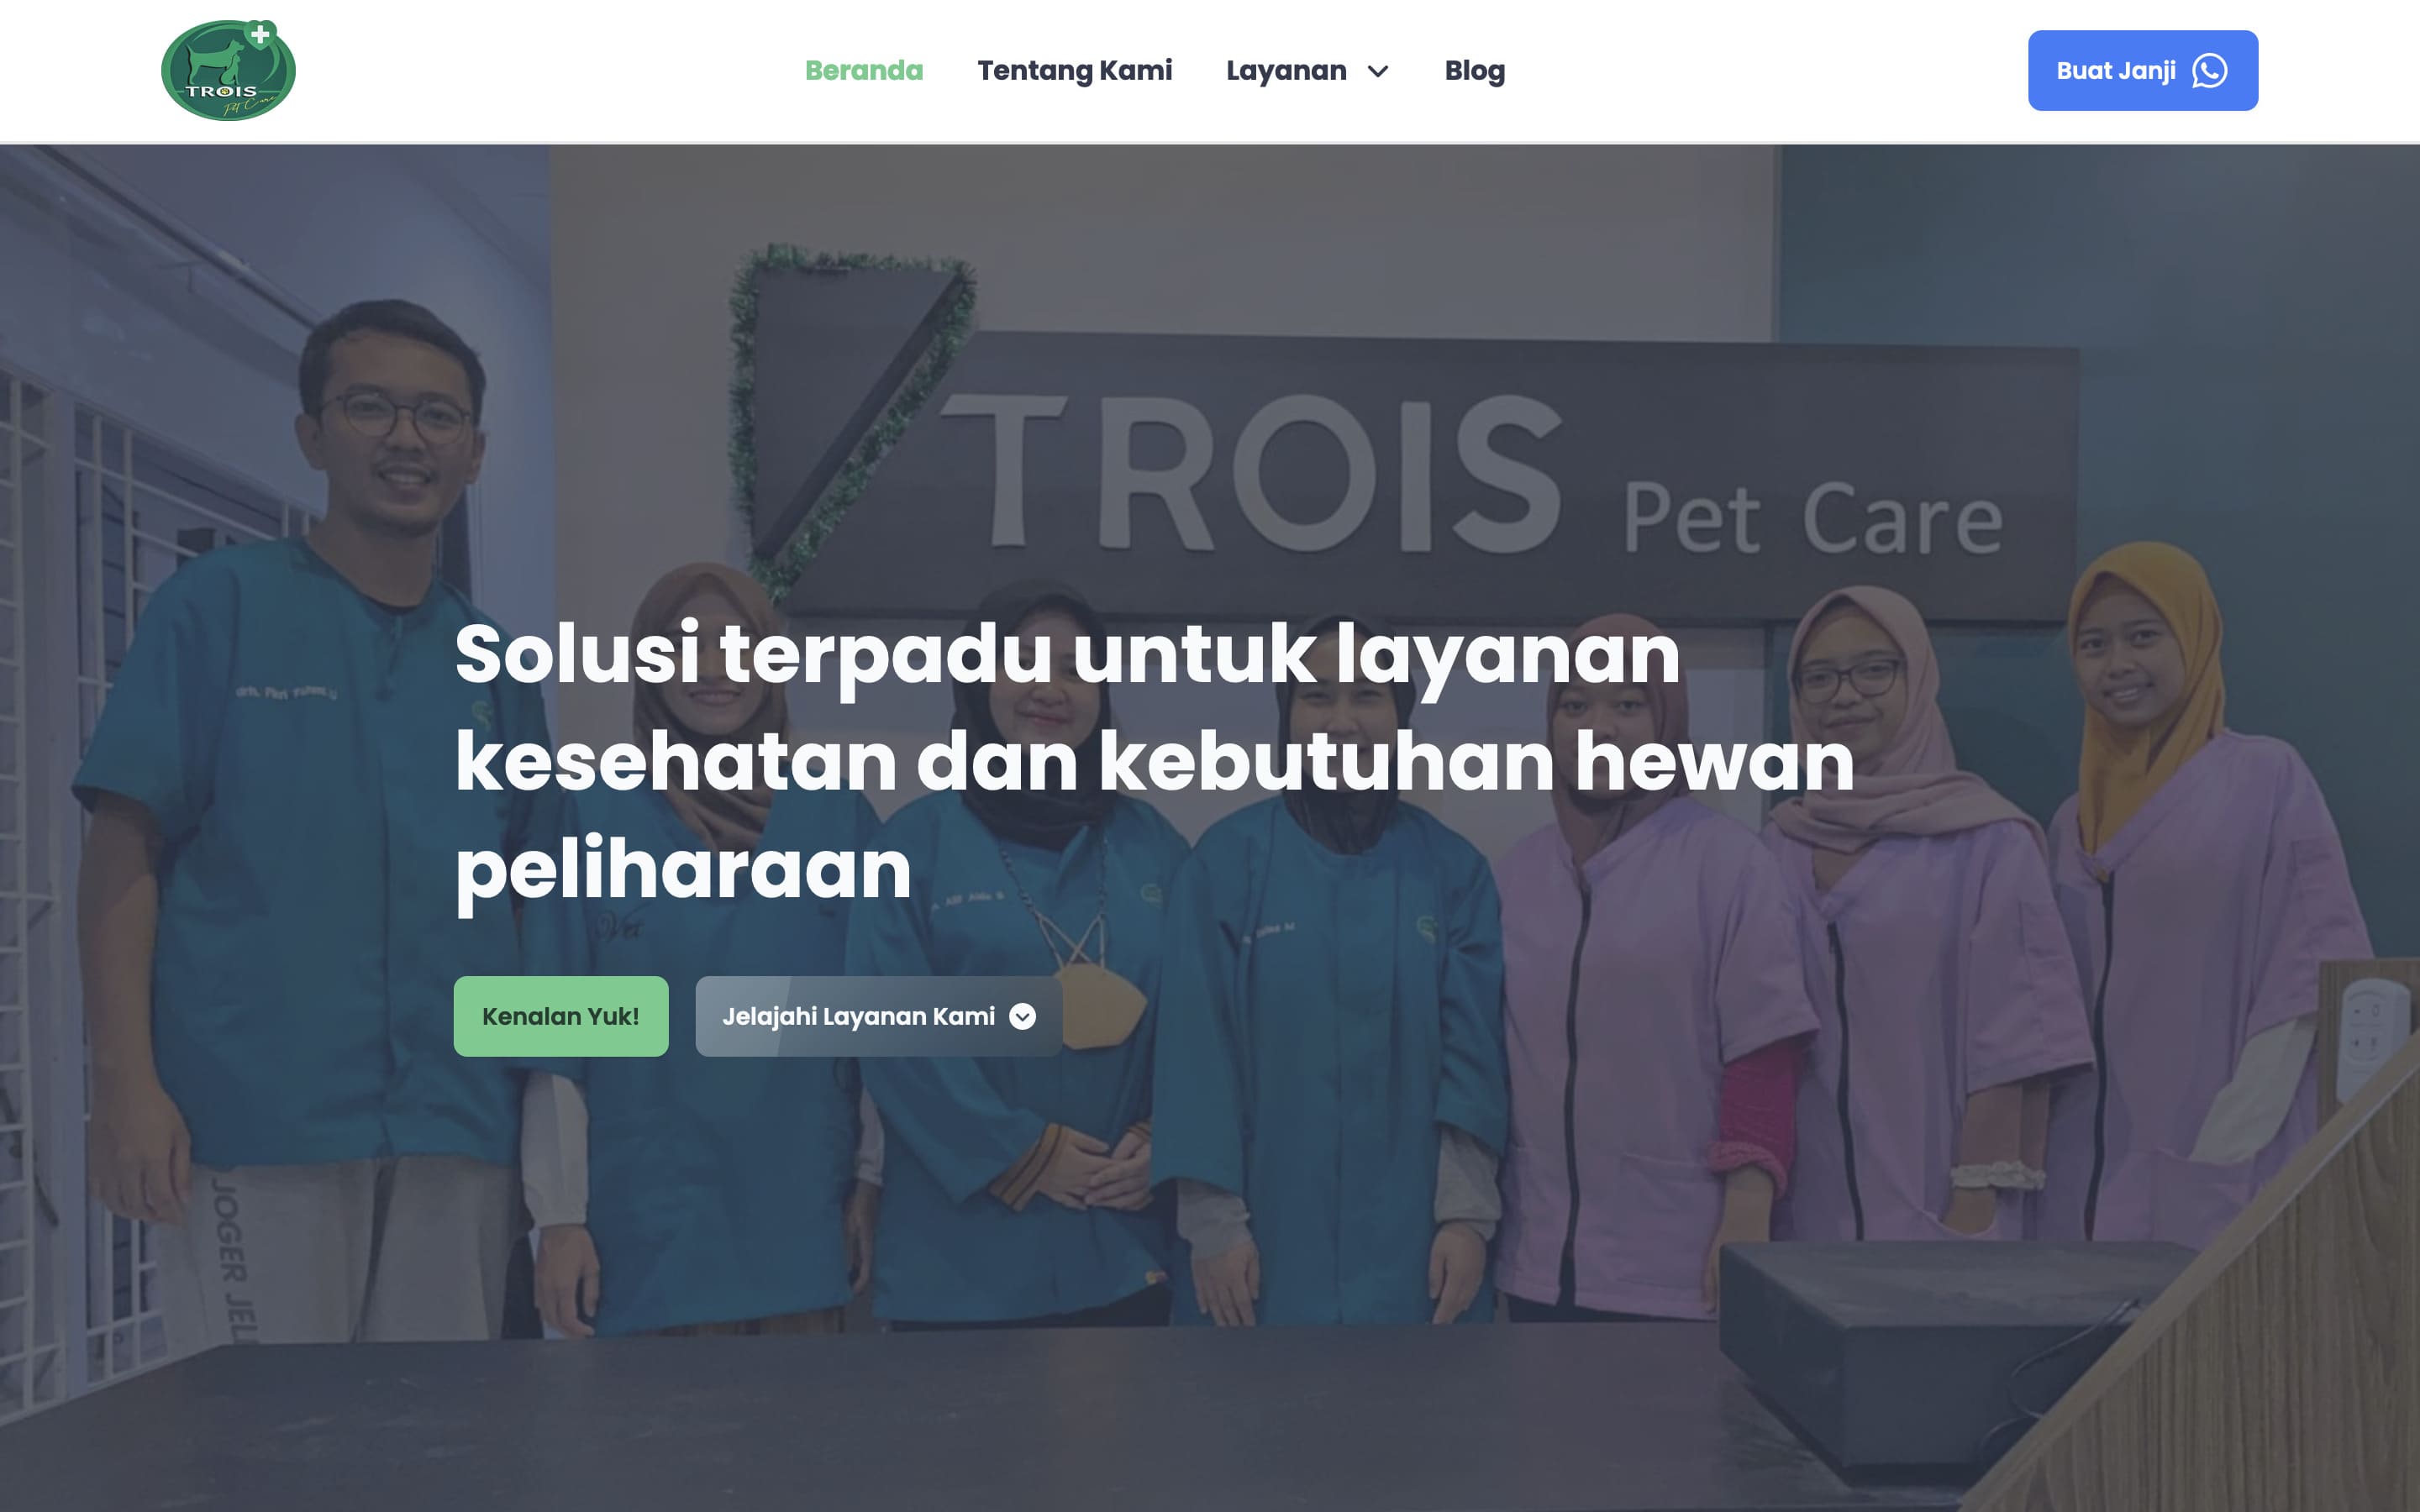 TROIS
Pet Care
Beranda
Tentang Kami
Layanan
Blog
Buat Janji
TROIS Pet Care
Solusi terpadu untuk layanan
kesehatan dan kebutuhan hewan
peliharaan
Vet
Kenalan Yuk!
Jelajahi Layanan Kami
JOGER JEL